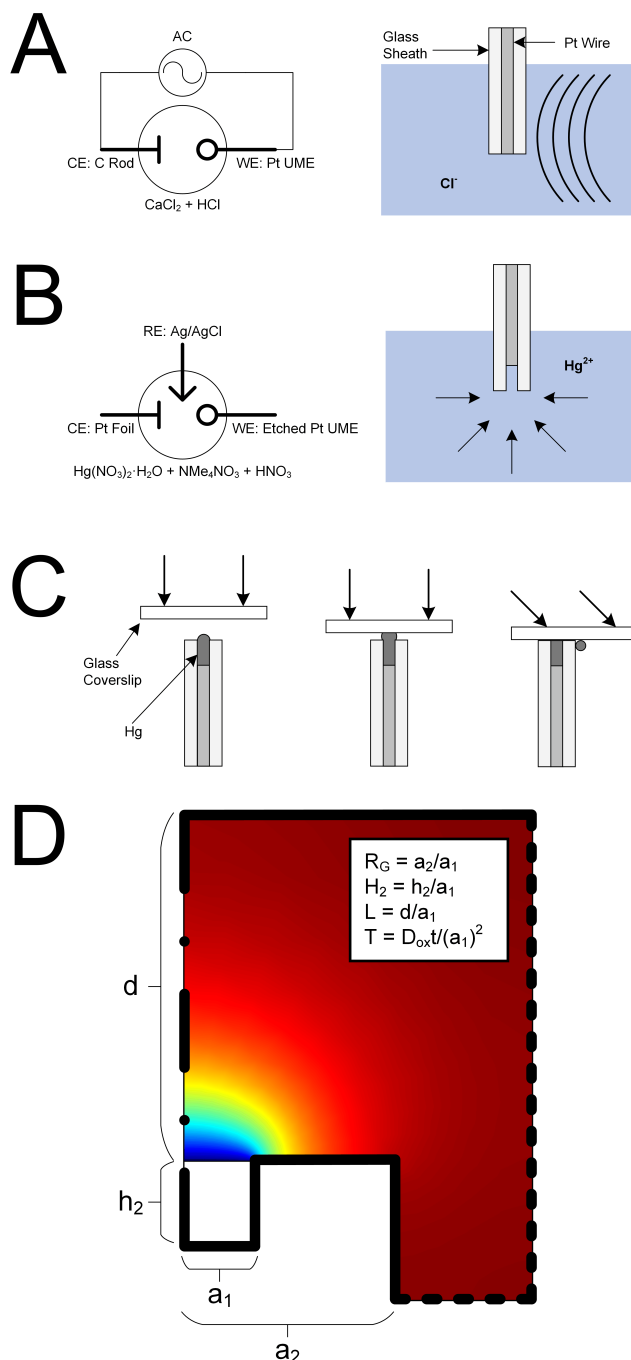 A
AC
CE: C Rod
WE: Pt UME
CaCl₂ + HCl
Glass
Sheath
Pt Wire
Cl⁻
B
RE: Ag/AgCl
CE: Pt Foil
WE: Etched Pt UME
Hg(NO₃)₂·H₂O + NMe₄NO₃ + HNO₃
Hg²⁺
C
Glass
Coverslip
Hg
D
R_G = a₂/a₁
H₂ = h₂/a₁
L = d/a₁
T = D_ox t/(a₁)²
d
h₂
a₁
a₂